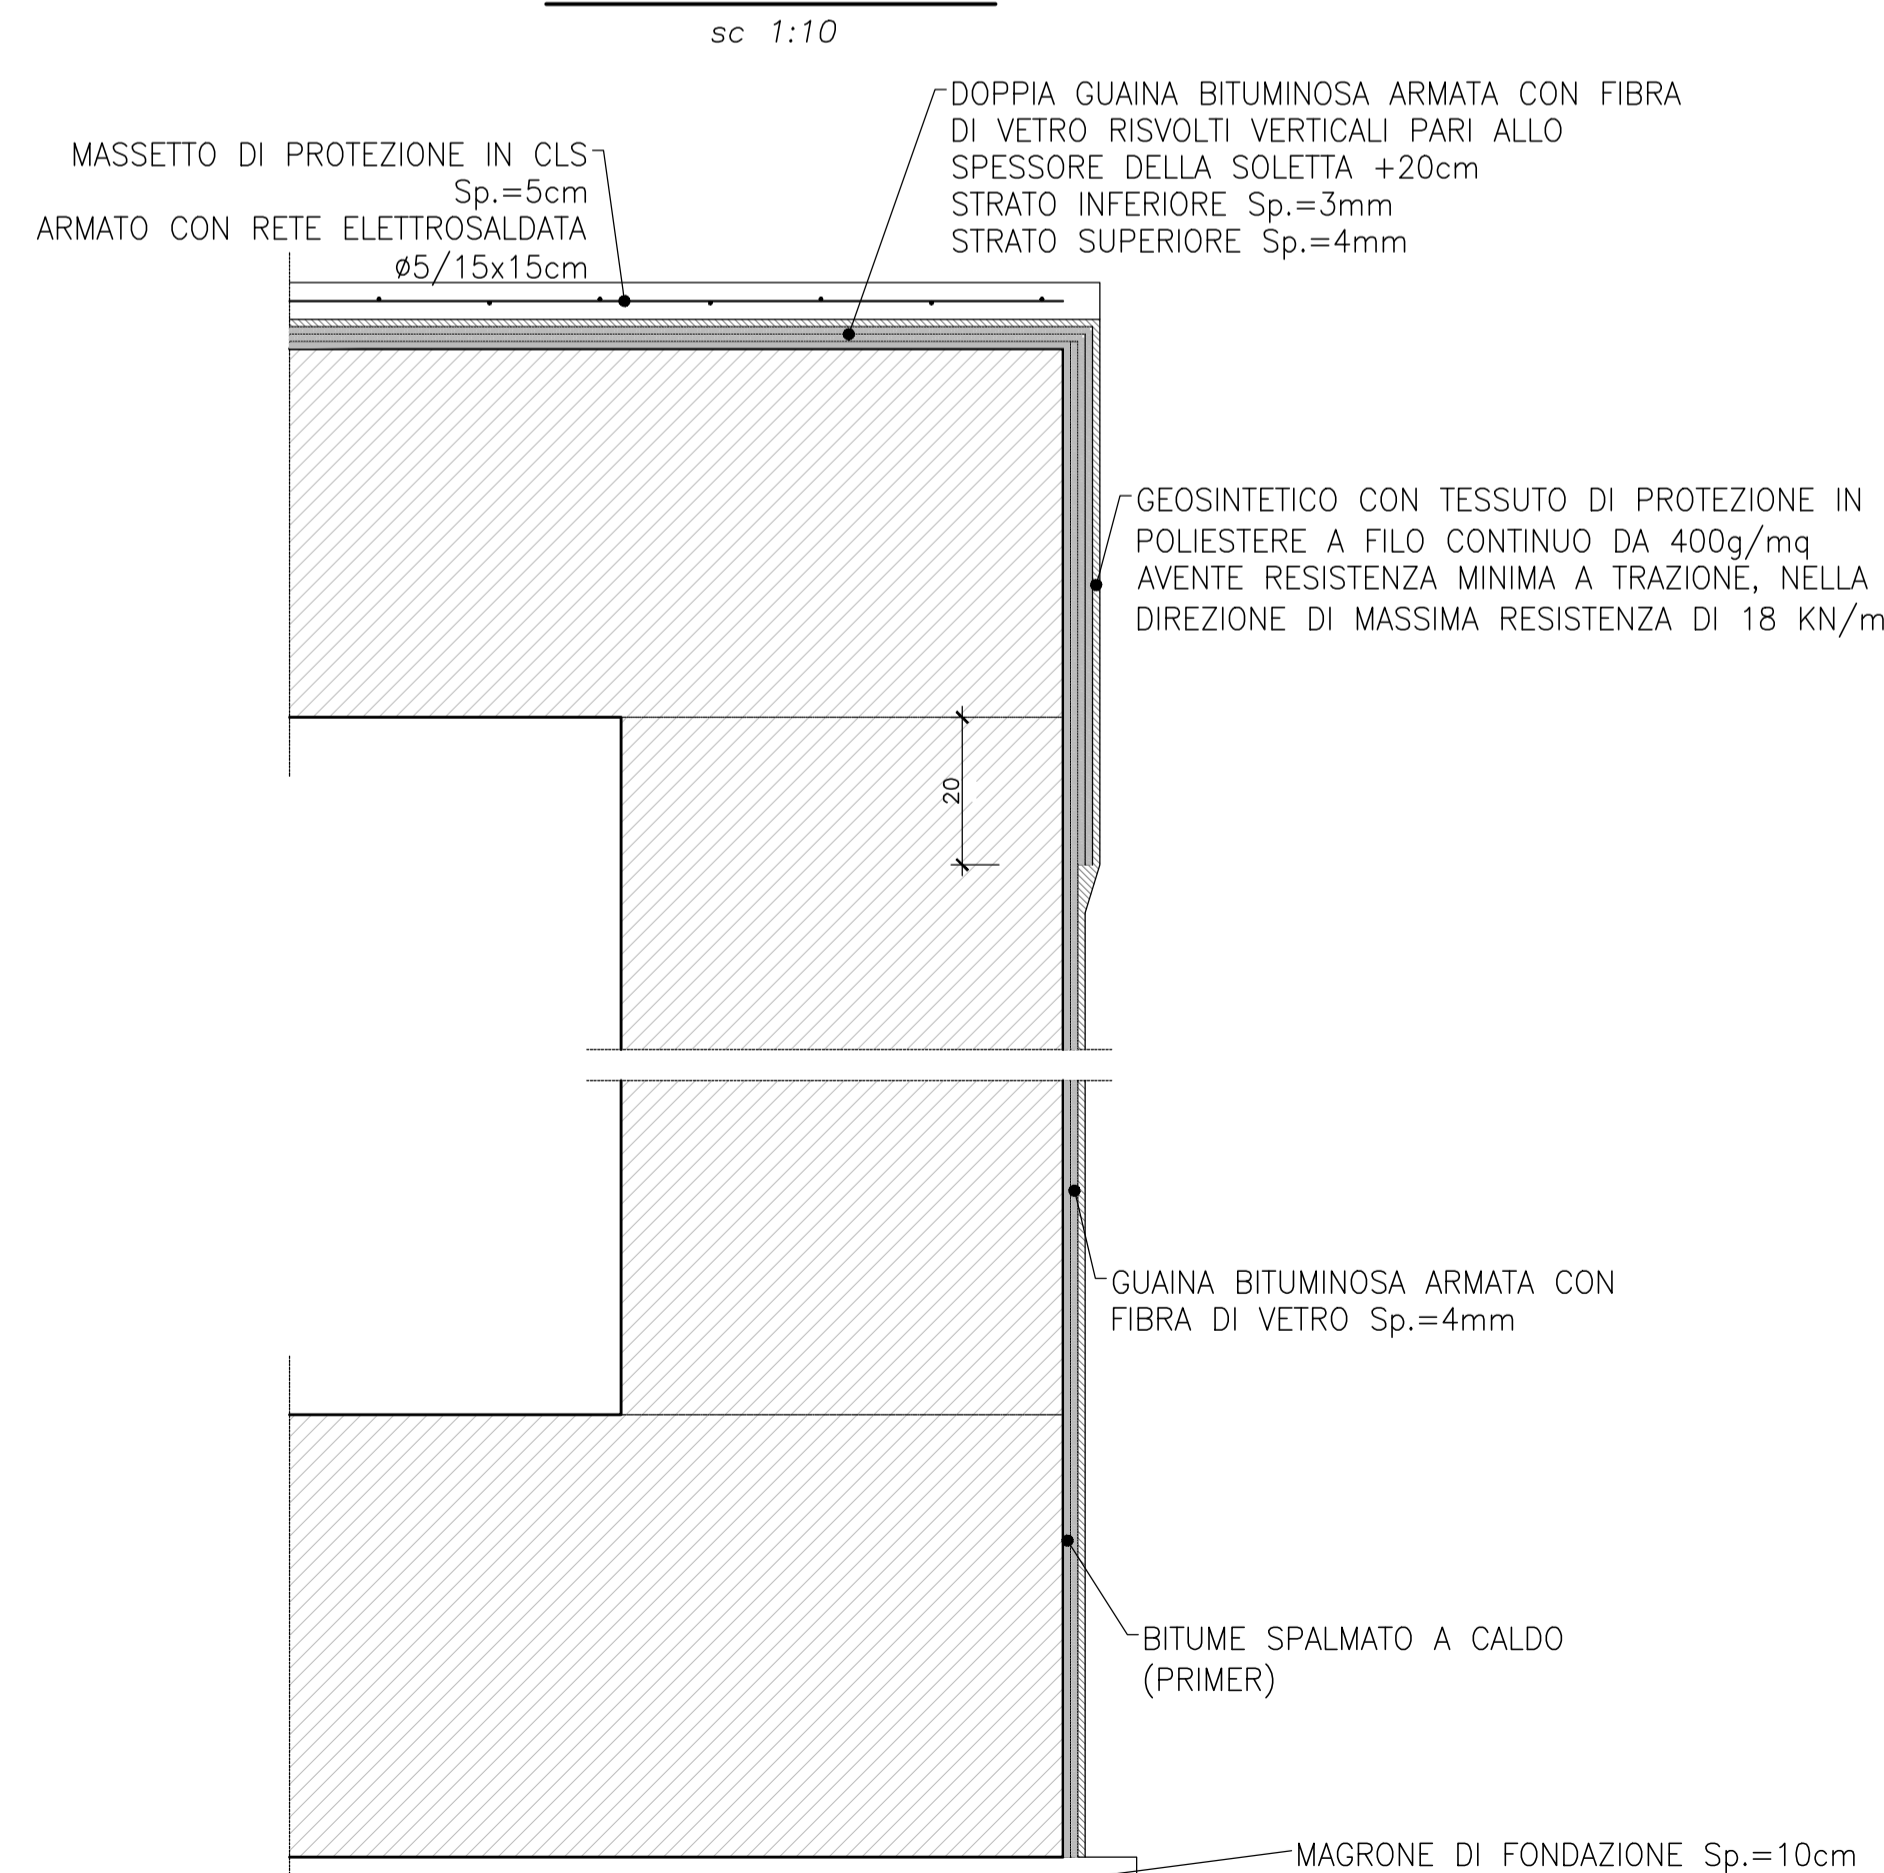 sc 1:10
DOPPIA GUAINA BITUMINOSA ARMATA CON FIBRA
DI VETRO RISVOLTI VERTICALI PARI ALLO
SPESSORE DELLA SOLETTA +20cm
STRATO INFERIORE Sp.=3mm
STRATO SUPERIORE Sp.=4mm
MASSETTO DI PROTEZIONE IN CLS
Sp.=5cm
ARMATO CON RETE ELETTROSALDATA
ø5/15x15cm
GEOSINTETICO CON TESSUTO DI PROTEZIONE IN
POLIESTERE A FILO CONTINUO DA 400g/mq
AVENTE RESISTENZA MINIMA A TRAZIONE, NELLA
DIREZIONE DI MASSIMA RESISTENZA DI 18 KN/m
20
GUAINA BITUMINOSA ARMATA CON
FIBRA DI VETRO Sp.=4mm
BITUME SPALMATO A CALDO
(PRIMER)
MAGRONE DI FONDAZIONE Sp.=10cm